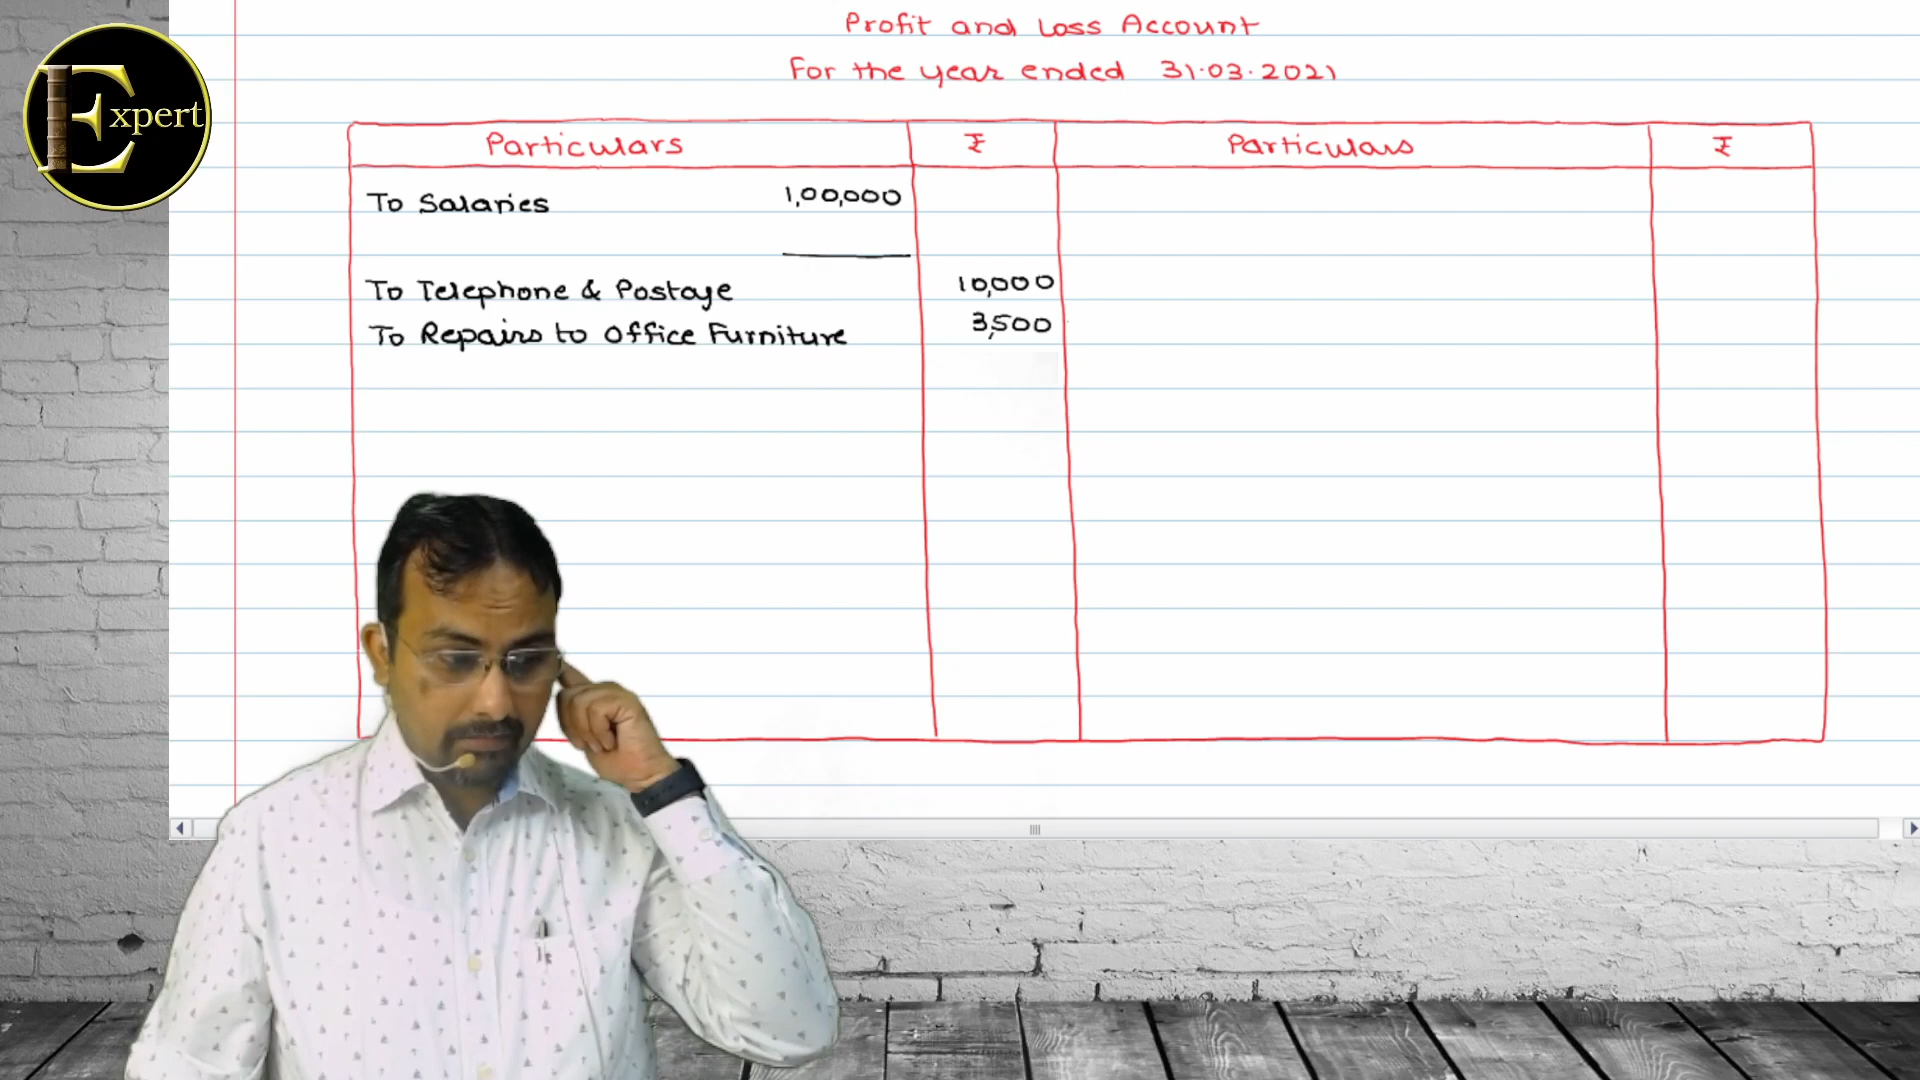 Expert
Profit and Loss Account
For the year ended 31.03.2021
Particulars ₹ Particulars ₹
To Salaries 1,00,000
To Telephone & Postage 10,000
To Repairs to Office Furniture 3,500